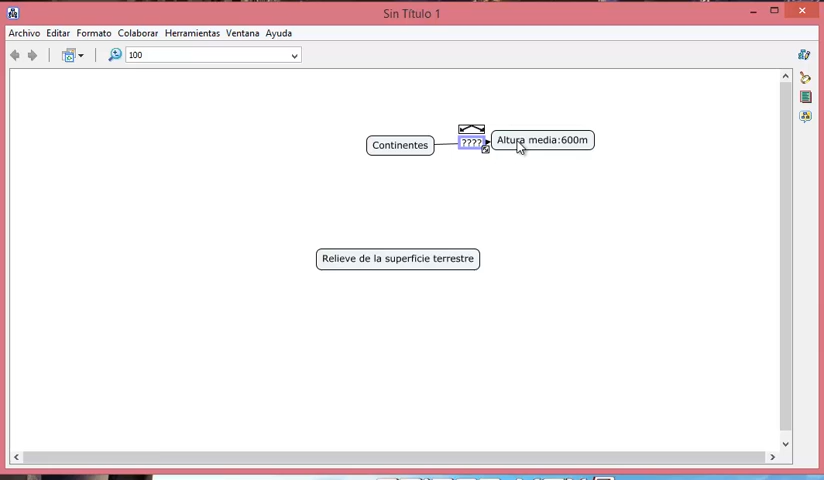 Sin Título 1
Archivo Editar Formato Colaborar Herramientas Ventana Ayuda
100
Continentes ???? Altura media:600m
Relieve de la superficie terrestre